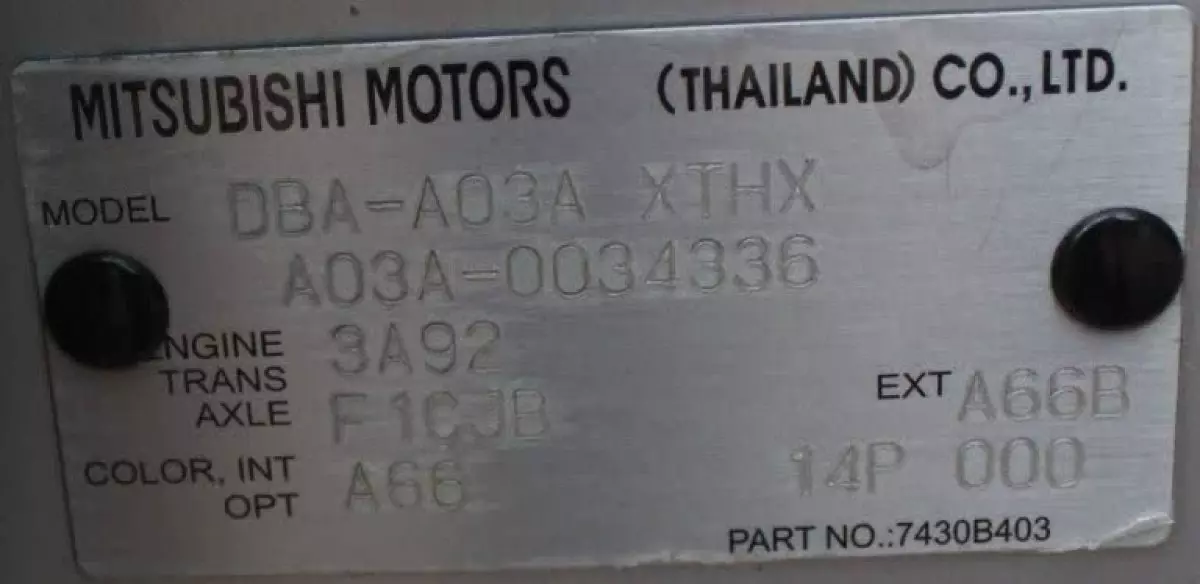 MITSUBISHI MOTORS (THAILAND) CO., LTD.
MODEL DBA-A03A XTHX
A03A-0034336
ENGINE 3A92
TRANS
AXLE F1CJB
EXT A66B
COLOR, INT A66
OPT 14P 000
PART NO.:7430B403